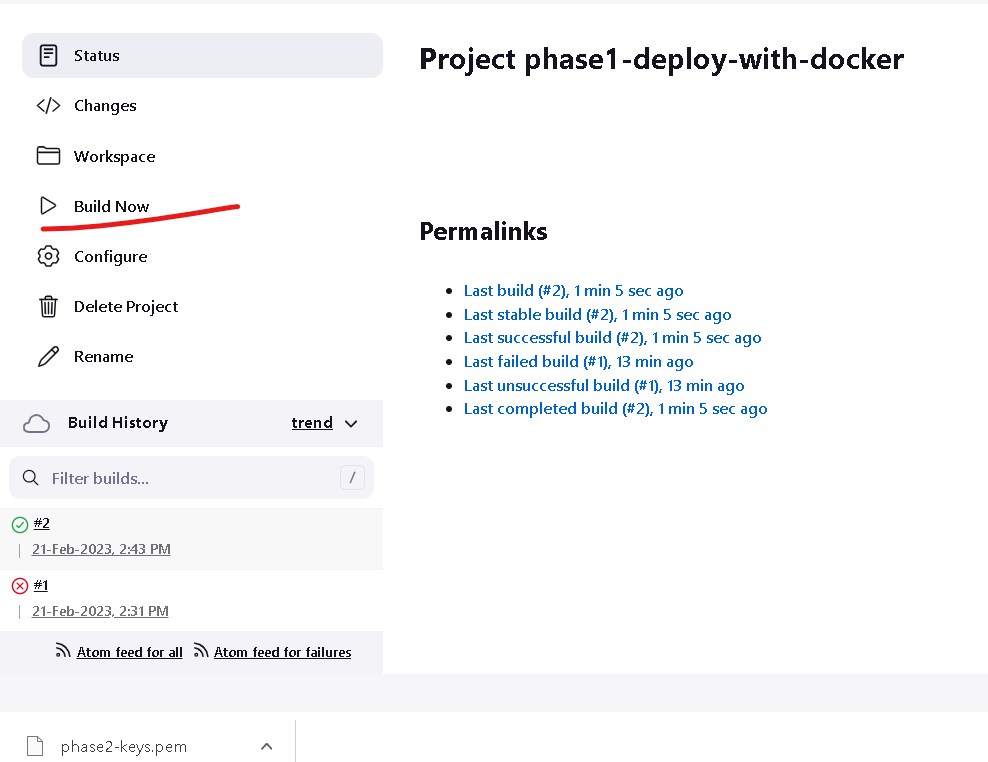 Status
Changes
Workspace
Build Now
Configure
Delete Project
Rename
Build History
trend
Filter builds...
/
#2
21-Feb-2023, 2:43 PM
#1
21-Feb-2023, 2:31 PM
Atom feed for all
Atom feed for failures
Project phase1-deploy-with-docker
Permalinks
Last build (#2), 1 min 5 sec ago
Last stable build (#2), 1 min 5 sec ago
Last successful build (#2), 1 min 5 sec ago
Last failed build (#1), 13 min ago
Last unsuccessful build (#1), 13 min ago
Last completed build (#2), 1 min 5 sec ago
phase2-keys.pem